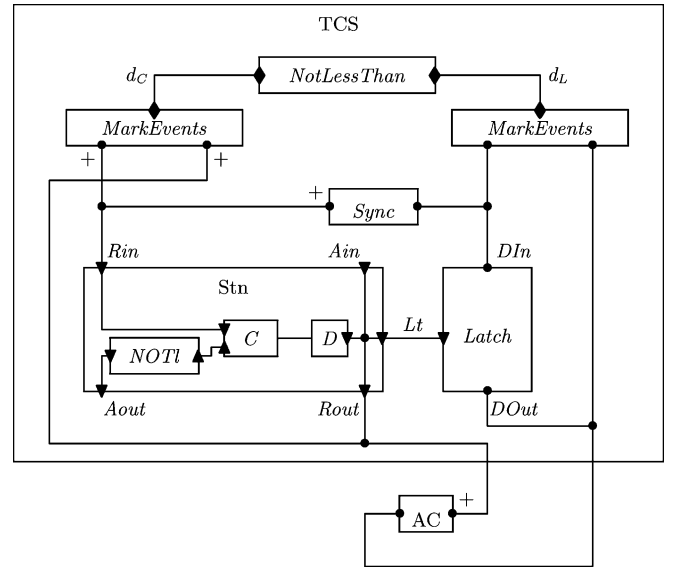 TCS
d_C NotLessThan d_L
MarkEvents MarkEvents
+ +
+ Sync
Rin Ain DIn
Stn
C D Lt Latch
NOTl
Aout Rout DOut
+
AC